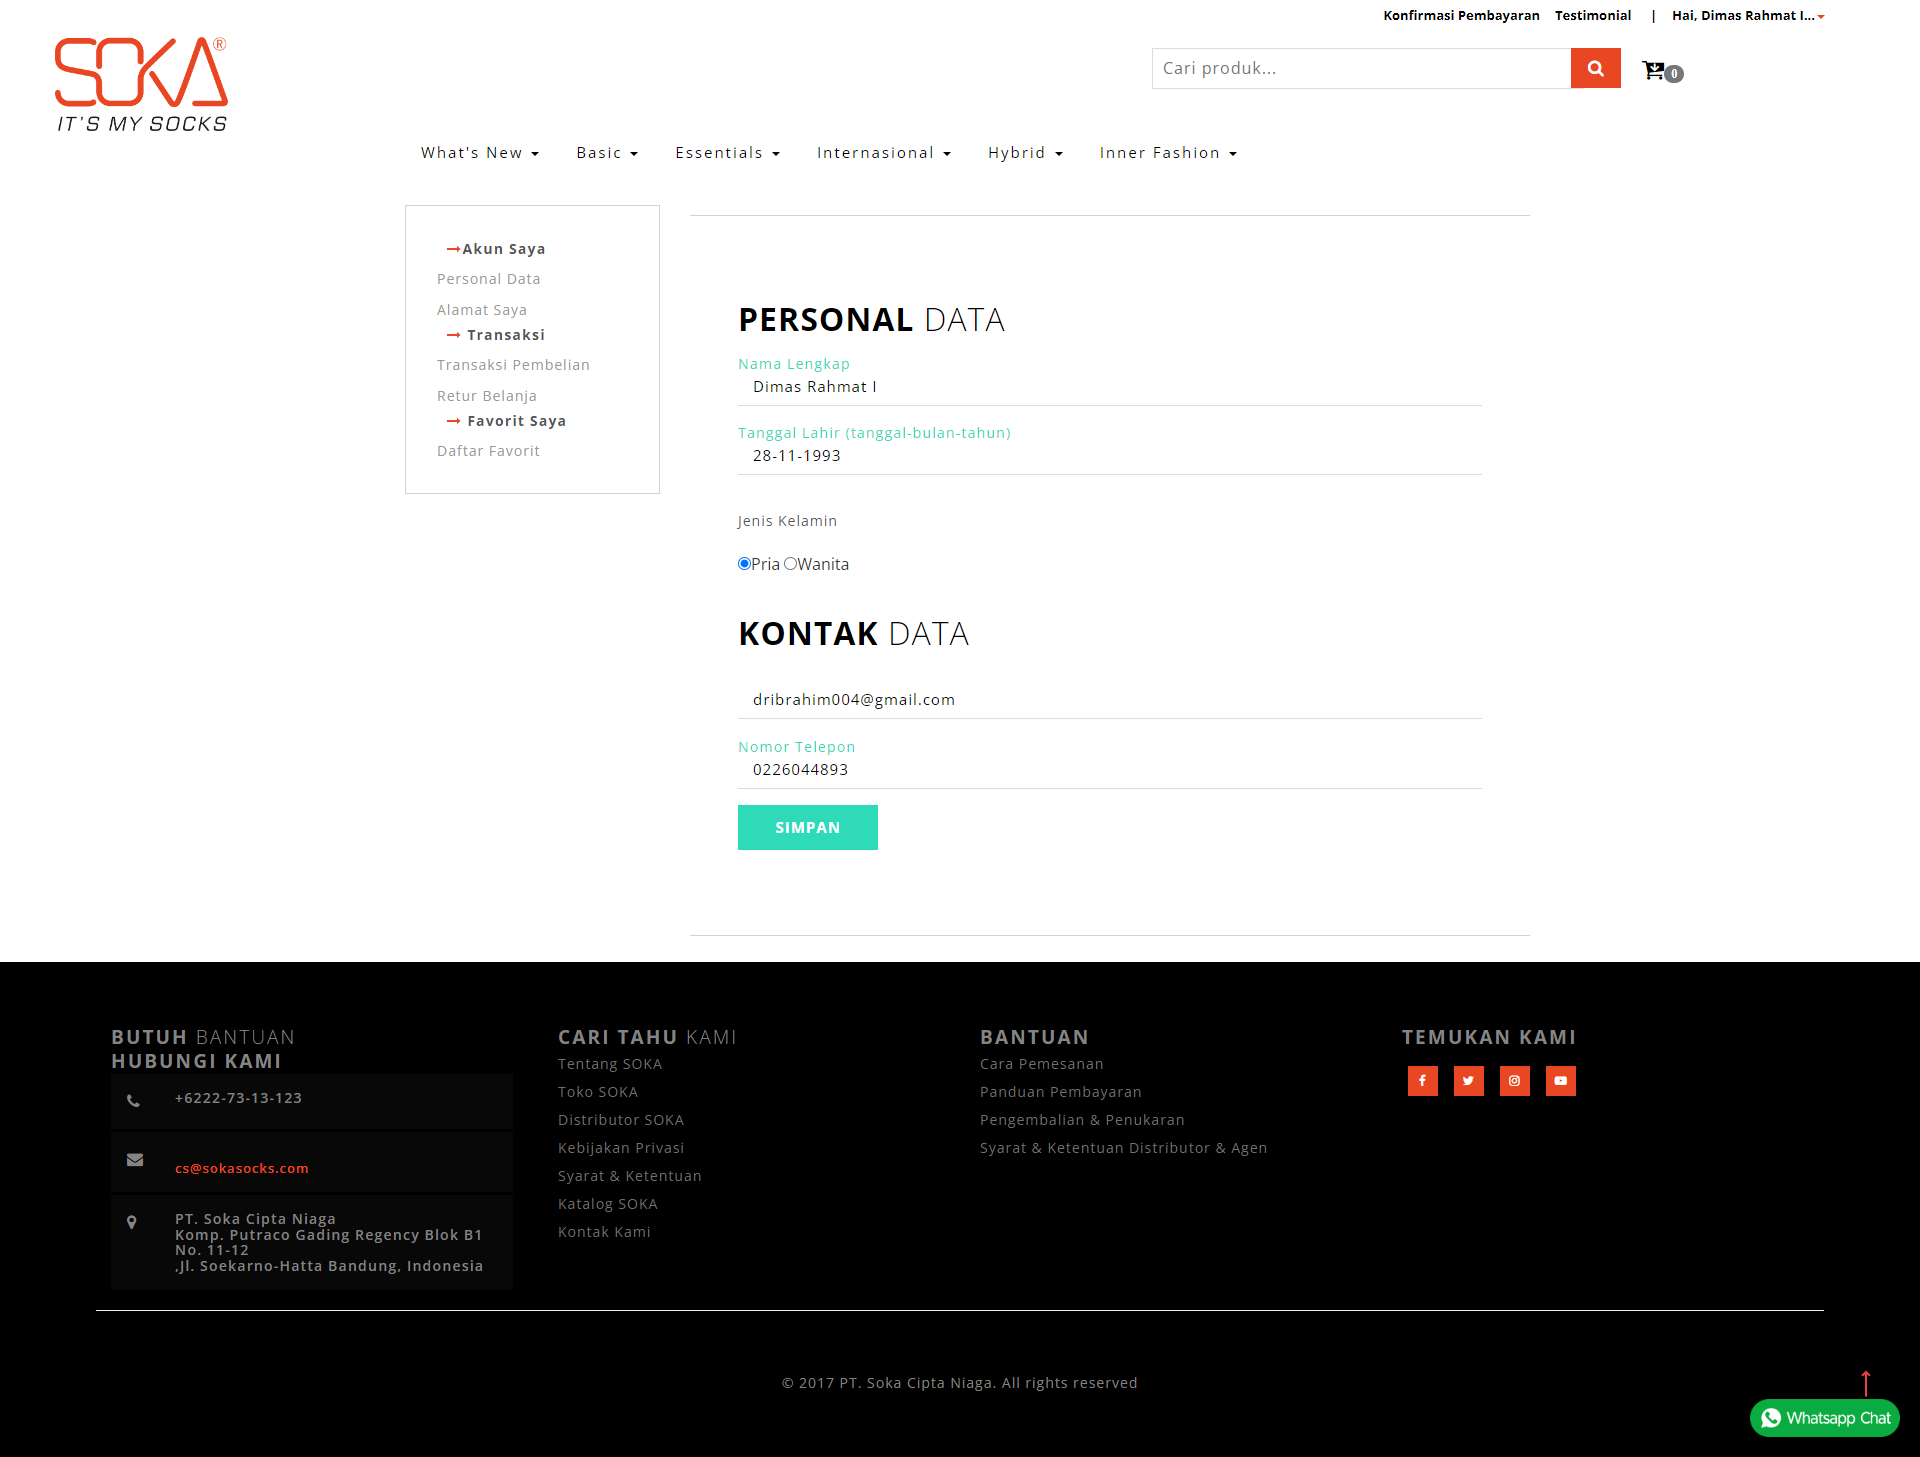 Konfirmasi Pembayaran Testimonial | Hai, Dimas Rahmat I...
SOKA®
IT'S MY SOCKS
Cari produk...
0
What's New Basic Essentials Internasional Hybrid Inner Fashion
Akun Saya
Personal Data
Alamat Saya
Transaksi
Transaksi Pembelian
Retur Belanja
Favorit Saya
Daftar Favorit
PERSONAL DATA
Nama Lengkap
Dimas Rahmat I
Tanggal Lahir (tanggal-bulan-tahun)
28-11-1993
Jenis Kelamin
Pria Wanita
KONTAK DATA
dribrahim004@gmail.com
Nomor Telepon
0226044893
SIMPAN
BUTUH BANTUAN
HUBUNGI KAMI
+6222-73-13-123
cs@sokasocks.com
PT. Soka Cipta Niaga
Komp. Putraco Gading Regency Blok B1
No. 11-12
,Jl. Soekarno-Hatta Bandung, Indonesia
CARI TAHU KAMI
Tentang SOKA
Toko SOKA
Distributor SOKA
Kebijakan Privasi
Syarat & Ketentuan
Katalog SOKA
Kontak Kami
BANTUAN
Cara Pemesanan
Panduan Pembayaran
Pengembalian & Penukaran
Syarat & Ketentuan Distributor & Agen
TEMUKAN KAMI
© 2017 PT. Soka Cipta Niaga. All rights reserved
Whatsapp Chat